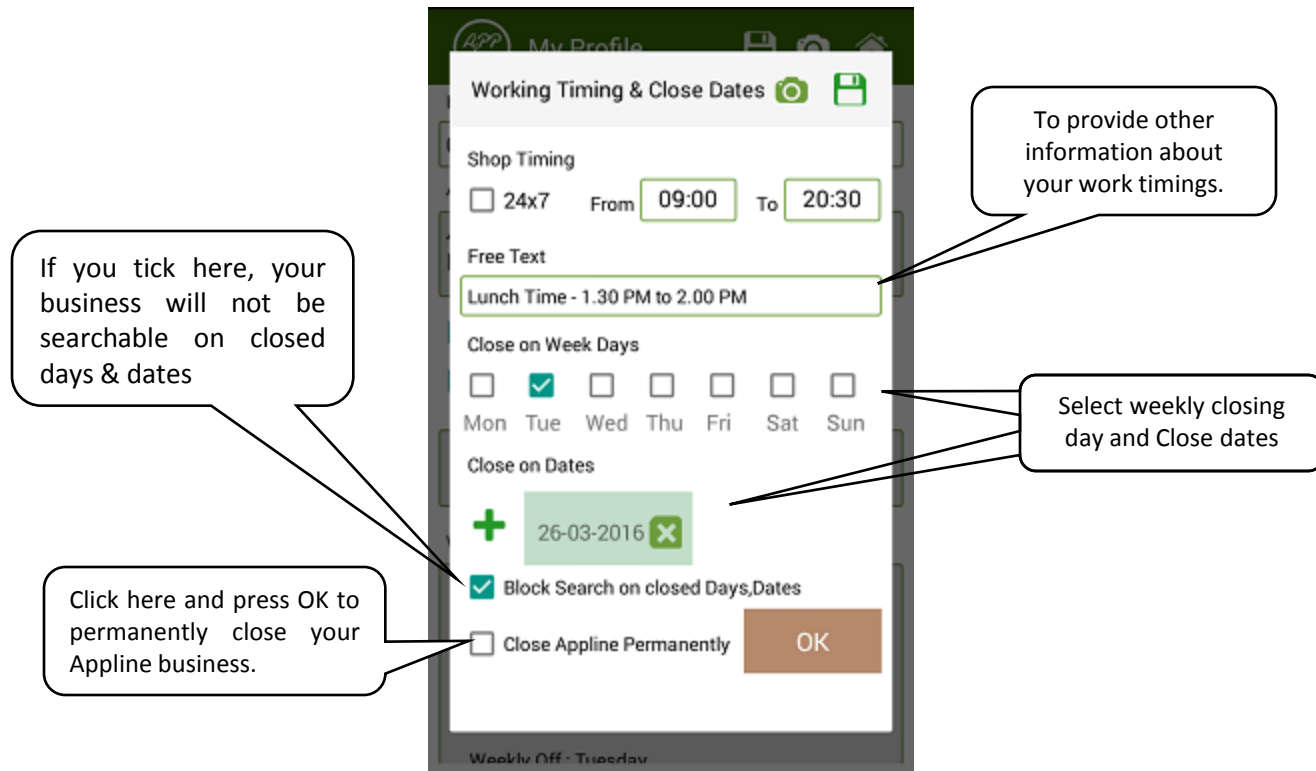 APP My Profile
Working Timing & Close Dates
To provide other
information about
your work timings.
Shop Timing
24x7 From 09:00 To 20:30
If you tick here, your
business will not be
searchable on closed
days & dates
Free Text
Lunch Time - 1.30 PM to 2.00 PM
Close on Week Days
Mon Tue Wed Thu Fri Sat Sun
Select weekly closing
day and Close dates
Close on Dates
26-03-2016
Block Search on closed Days,Dates
Click here and press OK to
permanently close your
Appline business.
Close Appline Permanently OK
Weekly Off : Tuesday